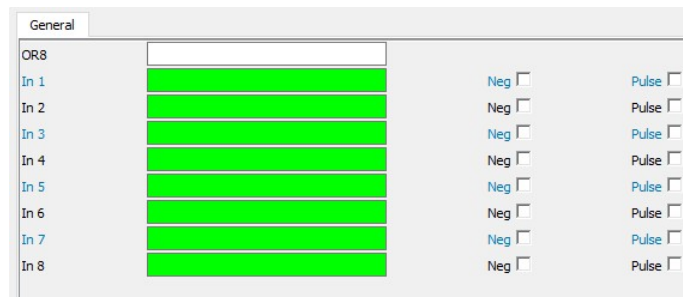 General
OR8
In 1 Neg Pulse
In 2 Neg Pulse
In 3 Neg Pulse
In 4 Neg Pulse
In 5 Neg Pulse
In 6 Neg Pulse
In 7 Neg Pulse
In 8 Neg Pulse